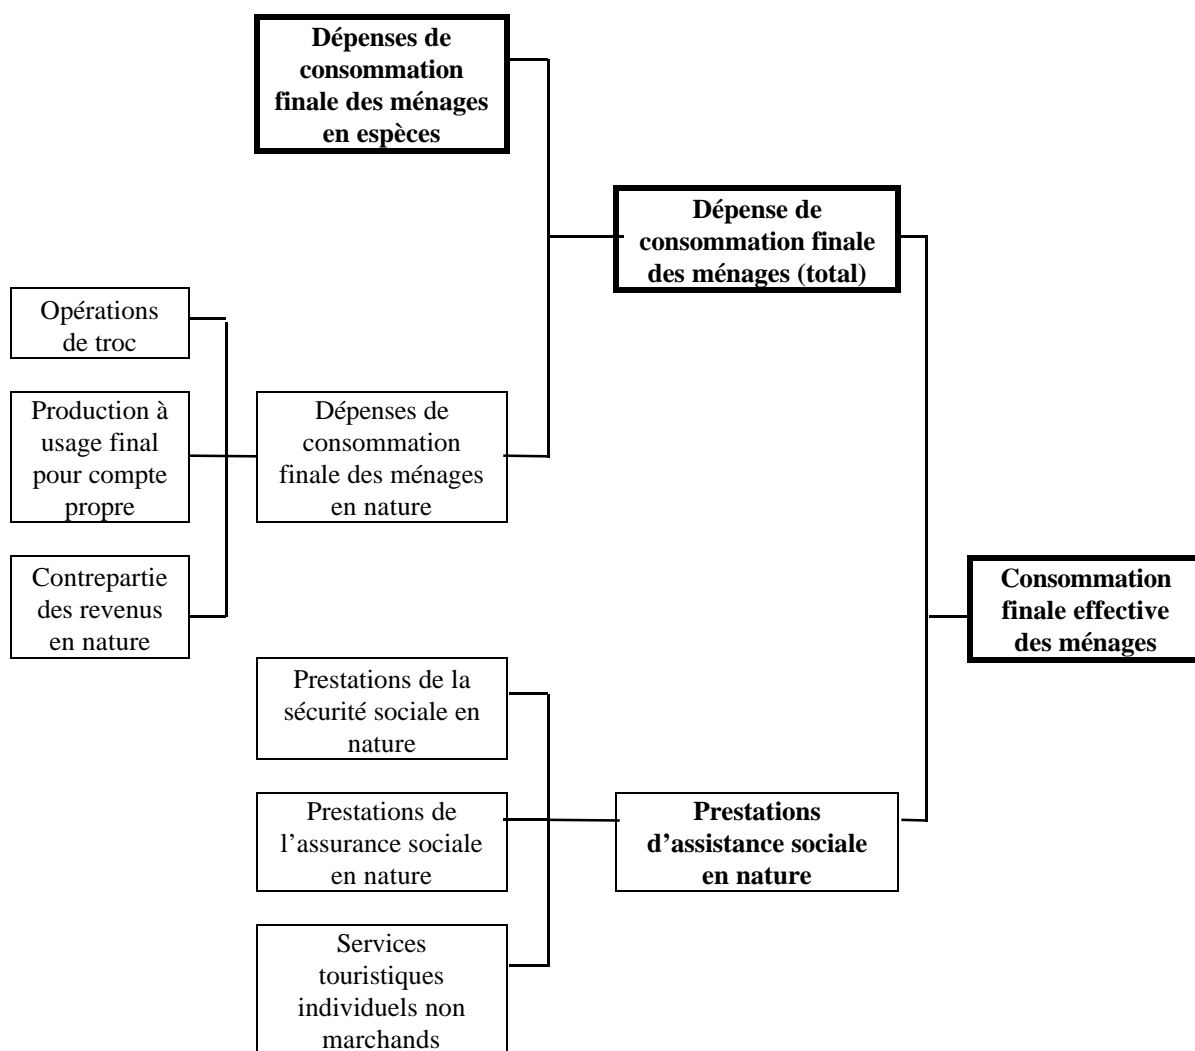 Dépenses de
consommation
finale des ménages
en espèces
Dépense de
consommation finale
des ménages (total)
Opérations
de troc
Production à
usage final
pour compte
propre
Dépenses de
consommation
finale des ménages
en nature
Contrepartie
des revenus
en nature
Consommation
finale effective
des ménages
Prestations de la
sécurité sociale en
nature
Prestations de
l’assurance sociale
en nature
Prestations
d’assistance sociale
en nature
Services
touristiques
individuels non
marchands